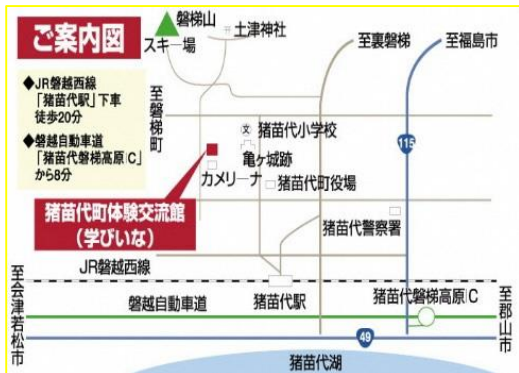 ご案内図
◆JR磐越西線
「猪苗代駅」下車
徒歩20分
◆磐越自動車道
「猪苗代磐梯高原IC」
から8分
磐梯山
スキー場
土津神社
至裏磐梯
至福島市
至磐梯町
文
猪苗代小学校
亀ヶ城跡
カメリーナ
猪苗代町役場
115
猪苗代町体験交流館
(学びいな)
猪苗代警察署
JR磐越西線
猪苗代駅
猪苗代磐梯高原IC
磐越自動車道
至会津若松市
至郡山市
49
猪苗代湖